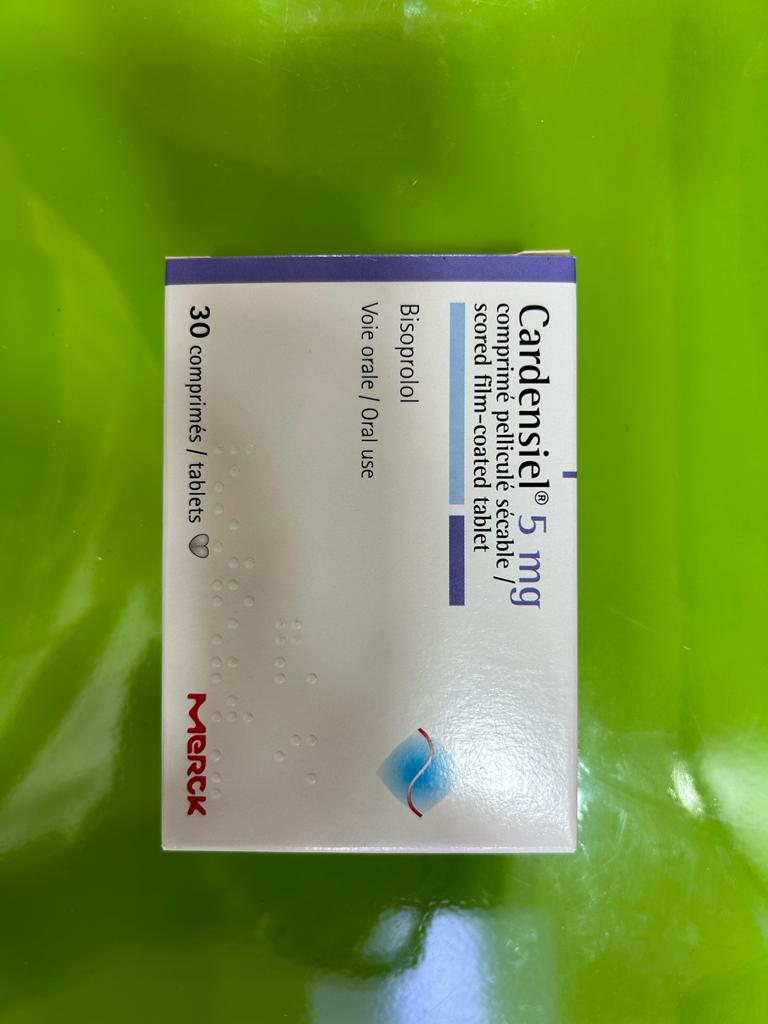 Cardensiel® 5 mg
comprimé pelliculé sécable /
scored film-coated tablet
Bisoprolol
Voie orale / Oral use
30 comprimés / tablets
MERCK